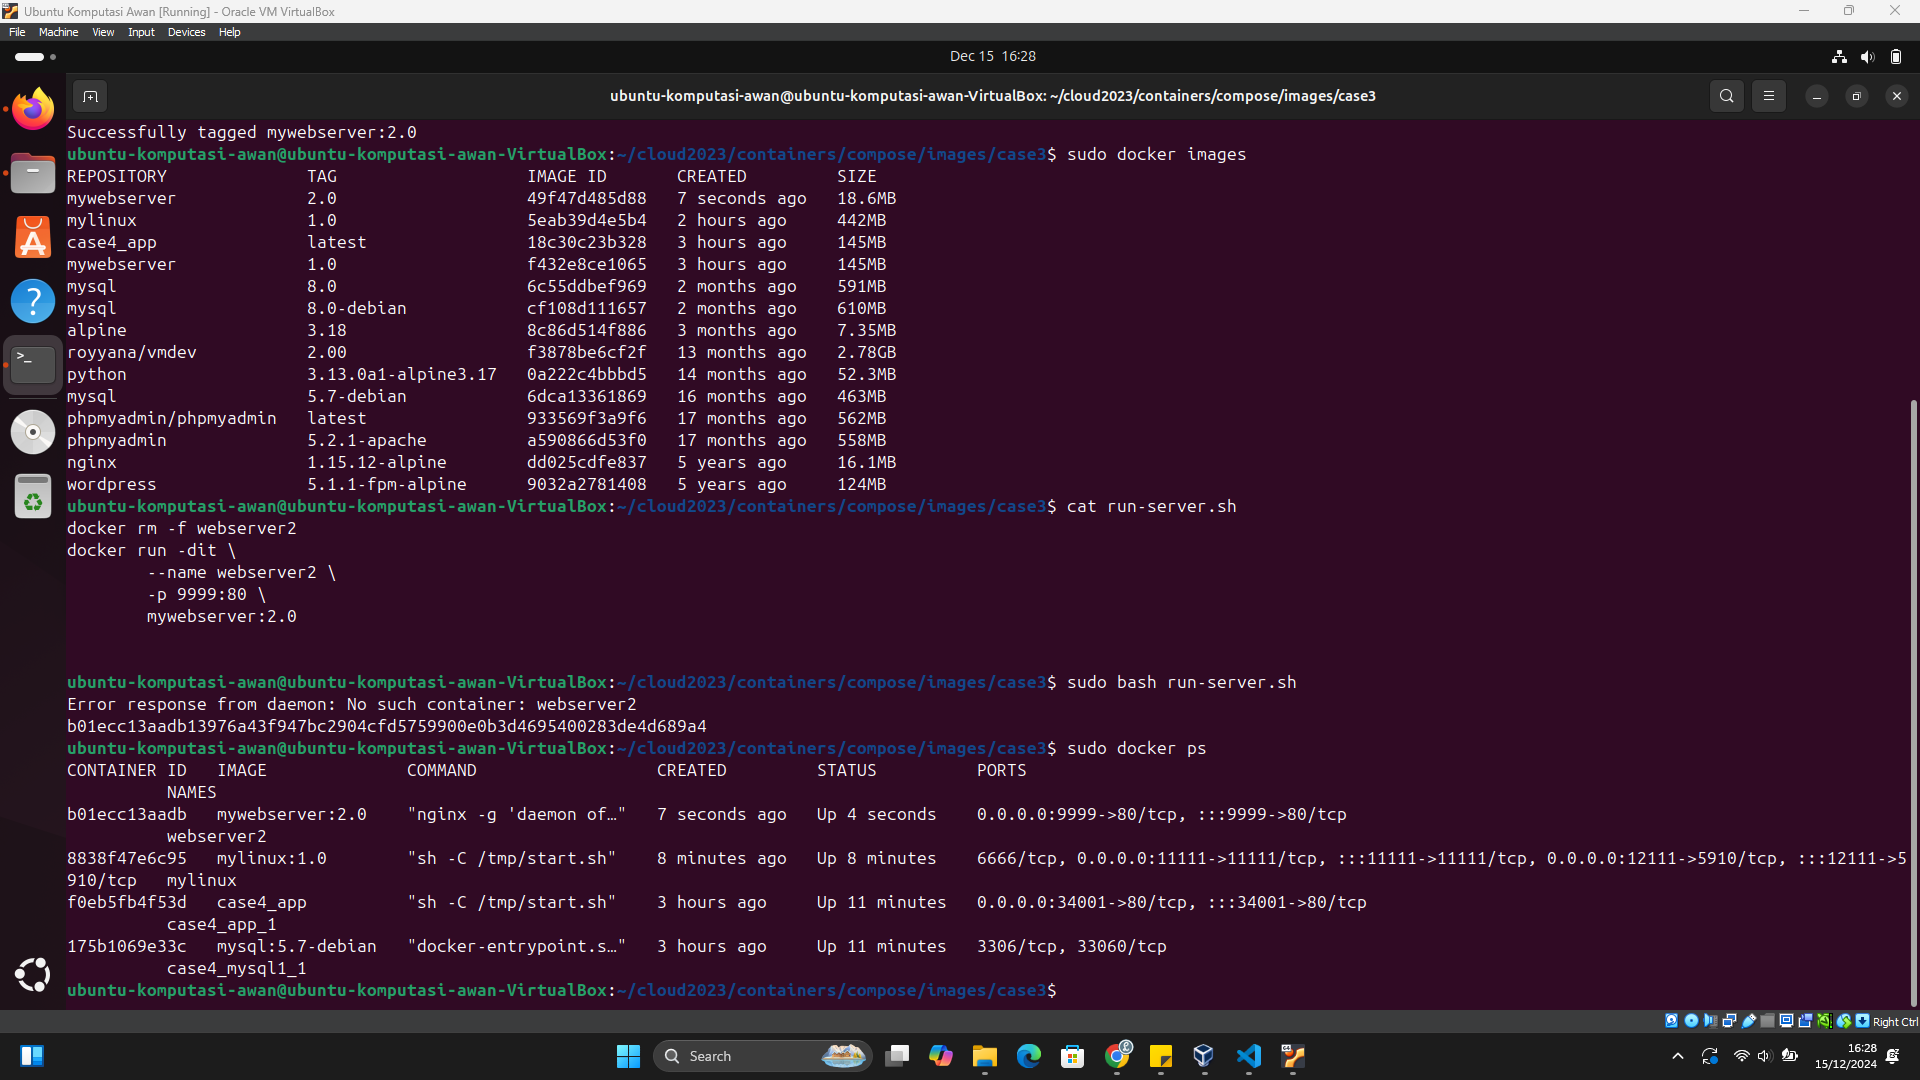 Ubuntu Komputasi Awan [Running] - Oracle VM VirtualBox
File Machine View Input Devices Help
Dec 15 16:28
ubuntu-komputasi-awan@ubuntu-komputasi-awan-VirtualBox: ~/cloud2023/containers/compose/images/case3
Successfully tagged mywebserver:2.0
ubuntu-komputasi-awan@ubuntu-komputasi-awan-VirtualBox:~/cloud2023/containers/compose/images/case3$ sudo docker images
REPOSITORY TAG IMAGE ID CREATED SIZE
mywebserver 2.0 49f47d485d88 7 seconds ago 18.6MB
mylinux 1.0 5eab39d4e5b4 2 hours ago 442MB
case4_app latest 18c30c23b328 3 hours ago 145MB
mywebserver 1.0 f432e8ce1065 3 hours ago 145MB
mysql 8.0 6c55ddbef969 2 months ago 591MB
mysql 8.0-debian cf108d111657 2 months ago 610MB
alpine 3.18 8c86d514f886 3 months ago 7.35MB
royyana/vmdev 2.00 f3878be6cf2f 13 months ago 2.78GB
python 3.13.0a1-alpine3.17 0a222c4bbbd5 14 months ago 52.3MB
mysql 5.7-debian 6dca13361869 16 months ago 463MB
phpmyadmin/phpmyadmin latest 933569f3a9f6 17 months ago 562MB
phpmyadmin 5.2.1-apache a590866d53f0 17 months ago 558MB
nginx 1.15.12-alpine dd025cdfe837 5 years ago 16.1MB
wordpress 5.1.1-fpm-alpine 9032a2781408 5 years ago 124MB
ubuntu-komputasi-awan@ubuntu-komputasi-awan-VirtualBox:~/cloud2023/containers/compose/images/case3$ cat run-server.sh
docker rm -f webserver2
docker run -dit \
--name webserver2 \
-p 9999:80 \
mywebserver:2.0
ubuntu-komputasi-awan@ubuntu-komputasi-awan-VirtualBox:~/cloud2023/containers/compose/images/case3$ sudo bash run-server.sh
Error response from daemon: No such container: webserver2
b01ecc13aadb13976a43f947bc2904cfd5759900e0b3d4695400283de4d689a4
ubuntu-komputasi-awan@ubuntu-komputasi-awan-VirtualBox:~/cloud2023/containers/compose/images/case3$ sudo docker ps
CONTAINER ID IMAGE COMMAND CREATED STATUS PORTS
NAMES
b01ecc13aadb mywebserver:2.0 "nginx -g 'daemon of…" 7 seconds ago Up 4 seconds 0.0.0.0:9999->80/tcp, :::9999->80/tcp
webserver2
8838f47e6c95 mylinux:1.0 "sh -C /tmp/start.sh" 8 minutes ago Up 8 minutes 6666/tcp, 0.0.0.0:11111->11111/tcp, :::11111->11111/tcp, 0.0.0.0:12111->5910/tcp, :::12111->5
910/tcp mylinux
f0eb5fb4f53d case4_app "sh -C /tmp/start.sh" 3 hours ago Up 11 minutes 0.0.0.0:34001->80/tcp, :::34001->80/tcp
case4_app_1
175b1069e33c mysql:5.7-debian "docker-entrypoint.s…" 3 hours ago Up 11 minutes 3306/tcp, 33060/tcp
case4_mysql1_1
ubuntu-komputasi-awan@ubuntu-komputasi-awan-VirtualBox:~/cloud2023/containers/compose/images/case3$
Right Ctrl
Search
16:28
15/12/2024